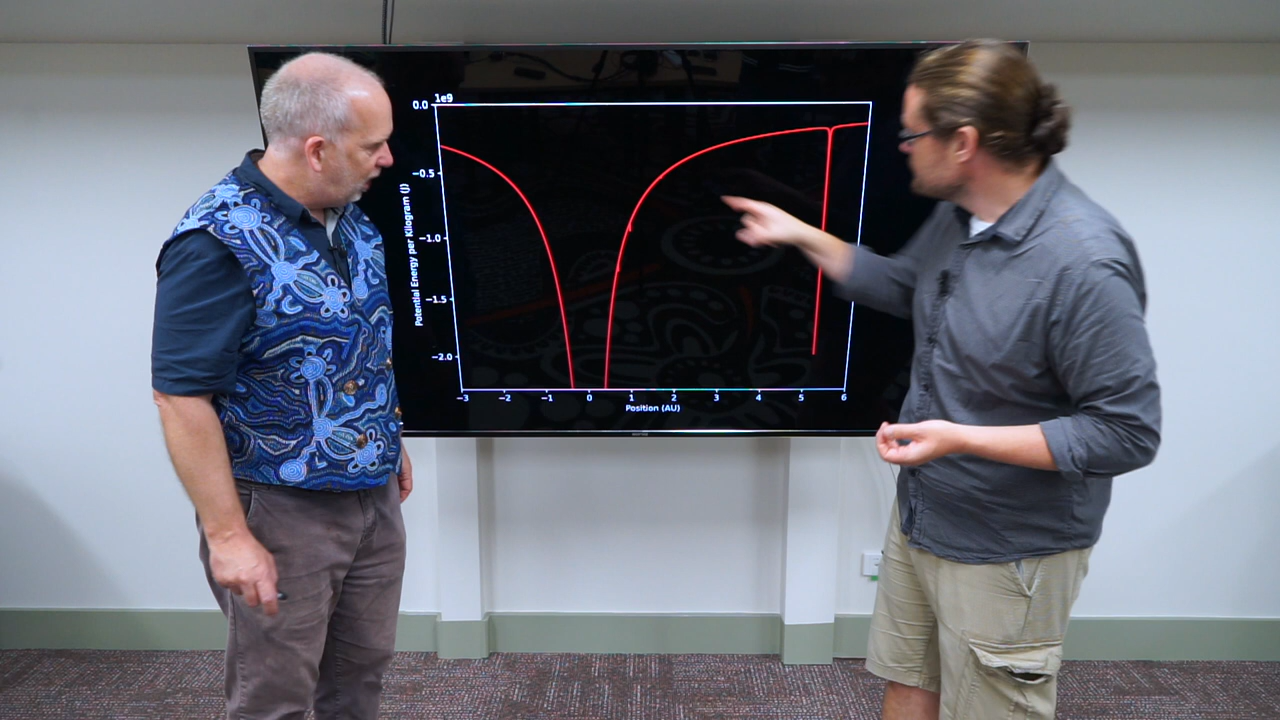 1e9
0.0
−0.5
−1.0
−1.5
−2.0
Potential Energy per Kilogram (J)
−3 −2 −1 0 1 2 3 4 5 6
Position (AU)